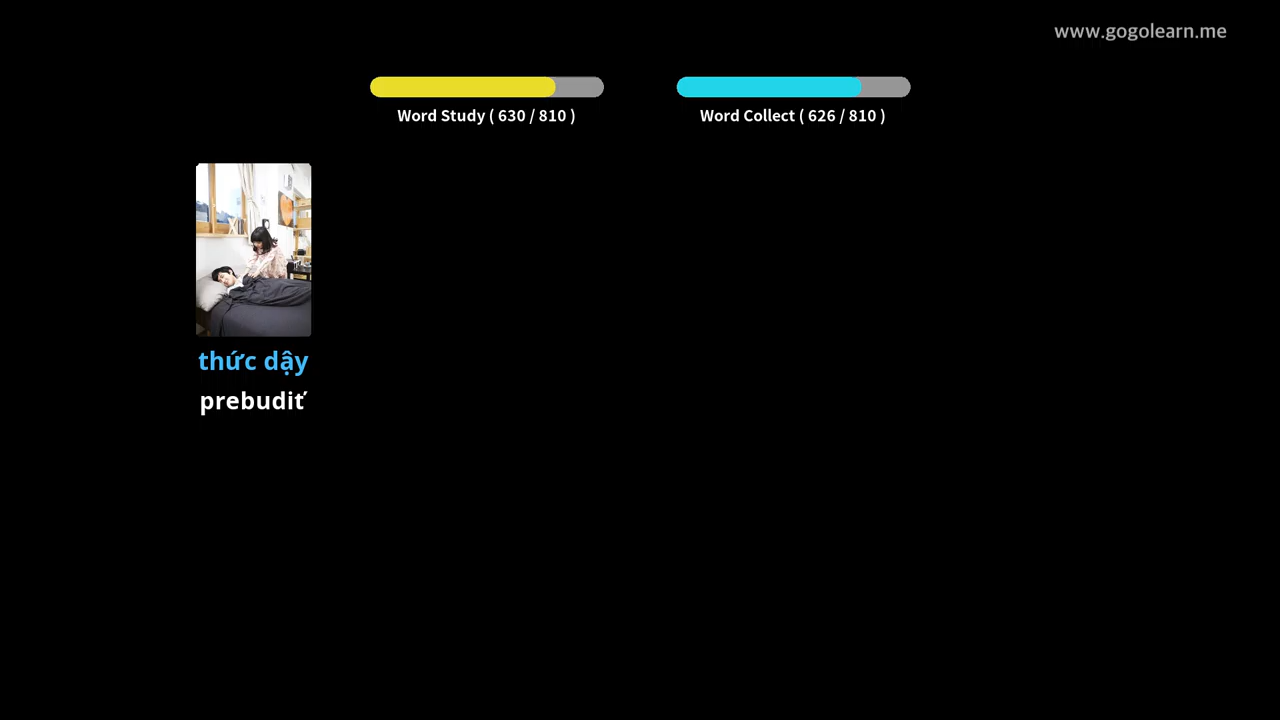 www.gogolearn.me
Word Study ( 630 / 810 )
Word Collect ( 626 / 810 )
thức dậy
prebudiť